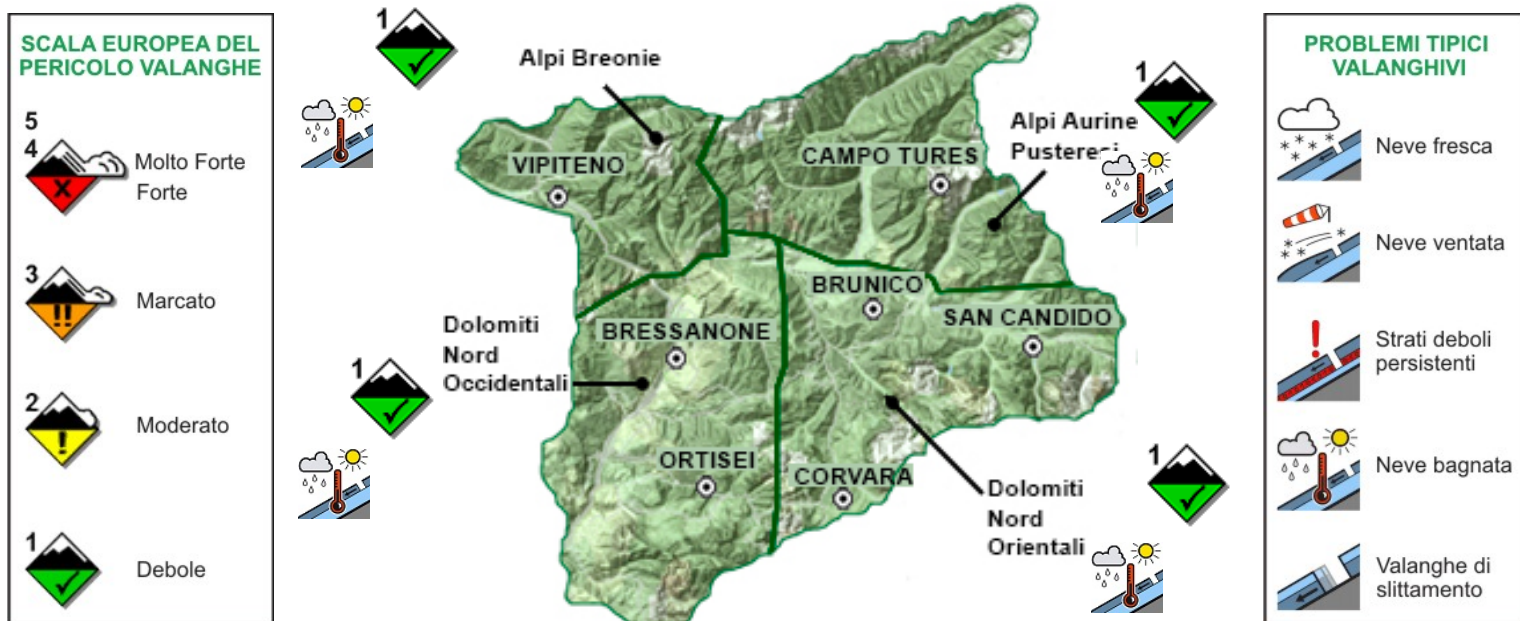 SCALA EUROPEA DEL
PERICOLO VALANGHE
5
4
Molto Forte
Forte
3
Marcato
2
Moderato
1
Debole
1
Alpi Breonie
VIPITENO
CAMPO TURES
1
Alpi Aurine
Pusteresi
BRUNICO
SAN CANDIDO
BRESSANONE
Dolomiti
Nord
Occidentali
1
ORTISEI
CORVARA
Dolomiti
Nord
Orientali
1
PROBLEMI TIPICI
VALANGHIVI
Neve fresca
Neve ventata
Strati deboli
persistenti
Neve bagnata
Valanghe di
slittamento